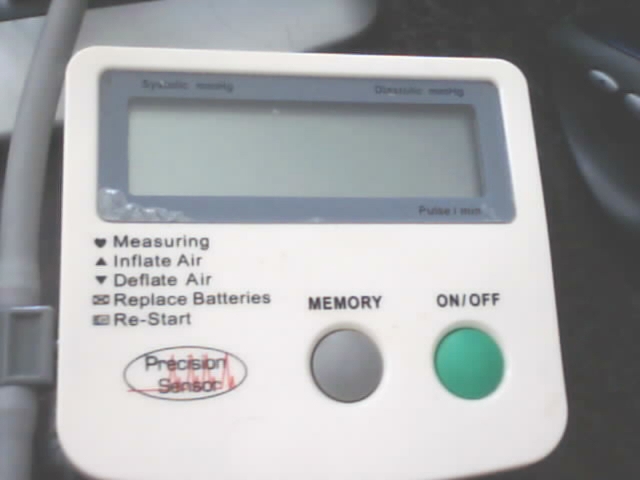 Systolic mmHg
Diastolic mmHg
Pulse / min
Measuring
Inflate Air
Deflate Air
Replace Batteries
Re-Start
MEMORY
ON/OFF
Precision
Sensor